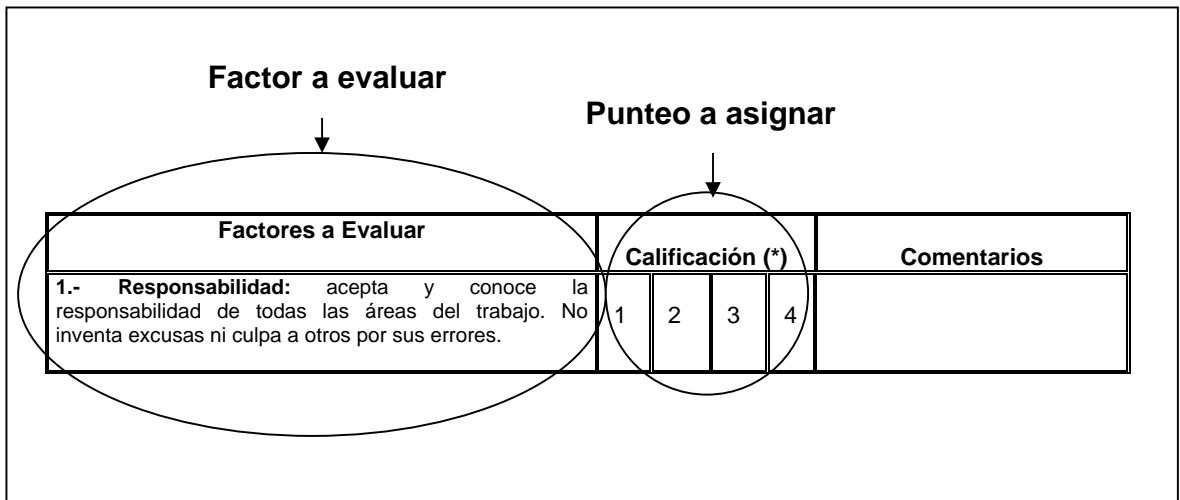 Factor a evaluar
Punteo a asignar
Factores a Evaluar
Calificación (*)
Comentarios
1.- Responsabilidad: acepta y conoce la
responsabilidad de todas las áreas del trabajo. No
inventa excusas ni culpa a otros por sus errores.
1 2 3 4